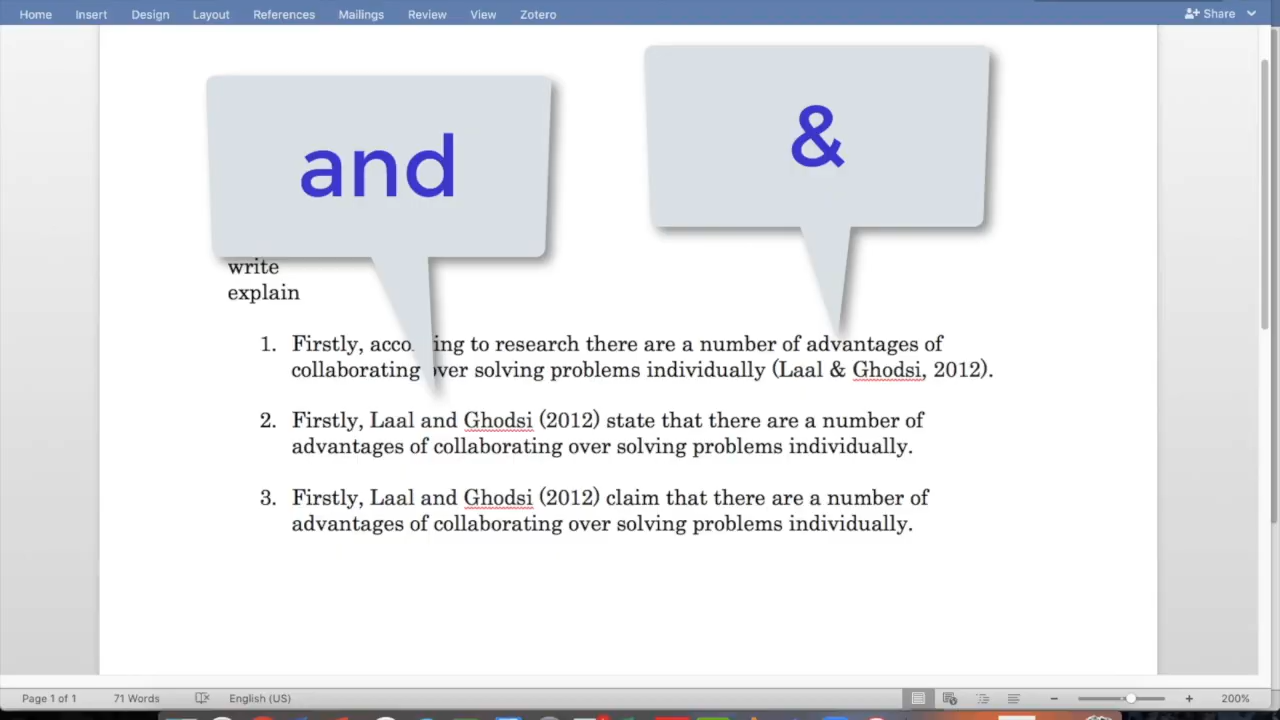 Home Insert Design Layout References Mailings Review View Zotero Share
and
&
write
explain
1. Firstly, ing to research there are a number of advantages of
collaborating over solving problems individually (Laal & Ghodsi, 2012).
2. Firstly, Laal and Ghodsi (2012) state that there are a number of
advantages of collaborating over solving problems individually.
3. Firstly, Laal and Ghodsi (2012) claim that there are a number of
advantages of collaborating over solving problems individually.
Page 1 of 1 71 Words English (US) 200%